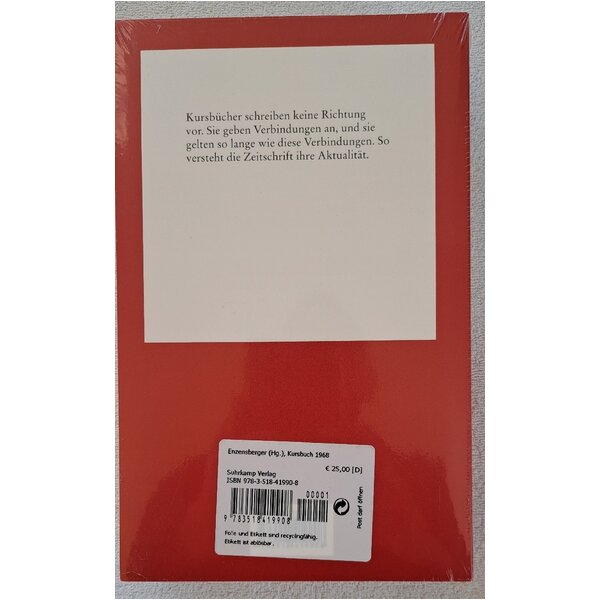 Kursbücher schreiben keine Richtung
vor. Sie geben Verbindungen an, und sie
gelten so lange wie diese Verbindungen. So
versteht die Zeitschrift ihre Aktualität.
Enzensberger (Hg.), Kursbuch 1968
€ 25,00 [D]
Suhrkamp Verlag
ISBN 978-3-518-41990-8
00001
9 783518 419908
Post darf öffnen
Folie und Etikett sind recyclingfähig.
Etikett ist ablösbar.